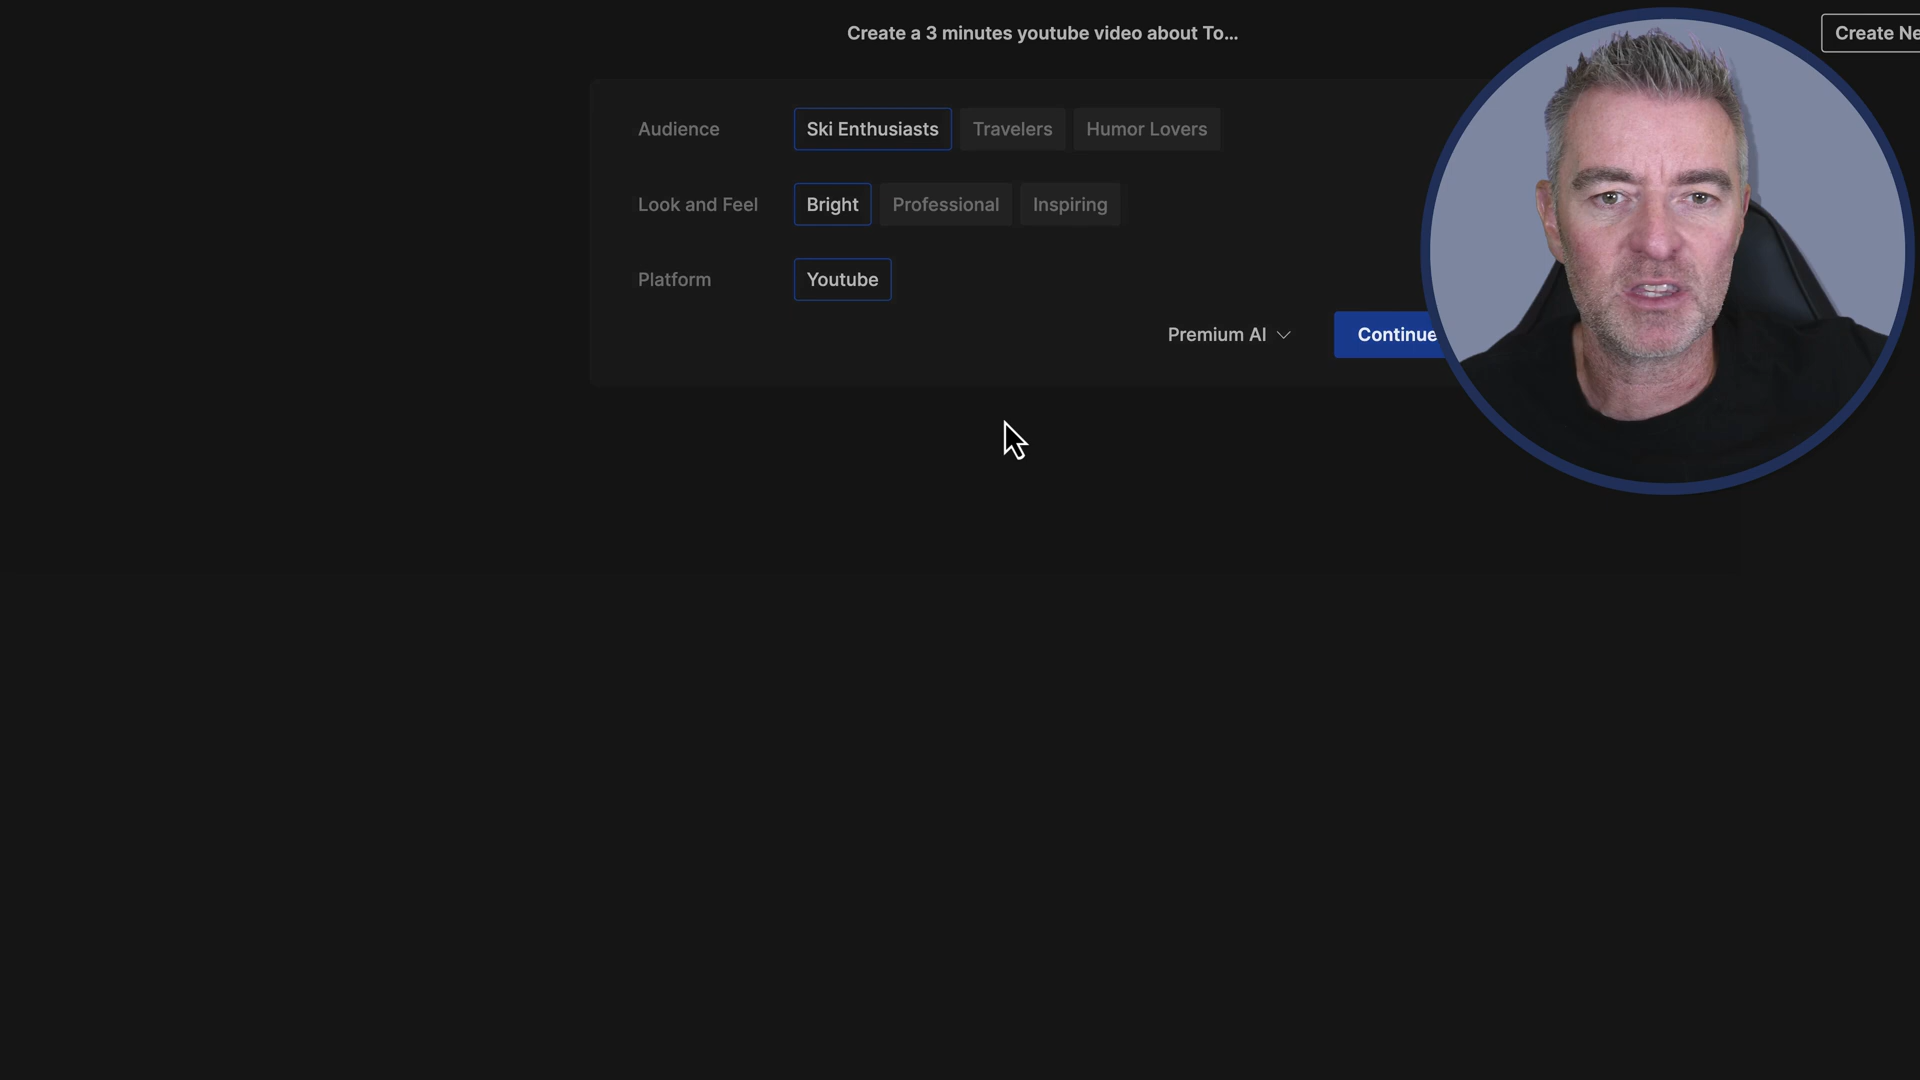 Create a 3 minutes youtube video about To...
Create Ne
Audience Ski Enthusiasts Travelers Humor Lovers
Look and Feel Bright Professional Inspiring
Platform Youtube
Premium AI Continue